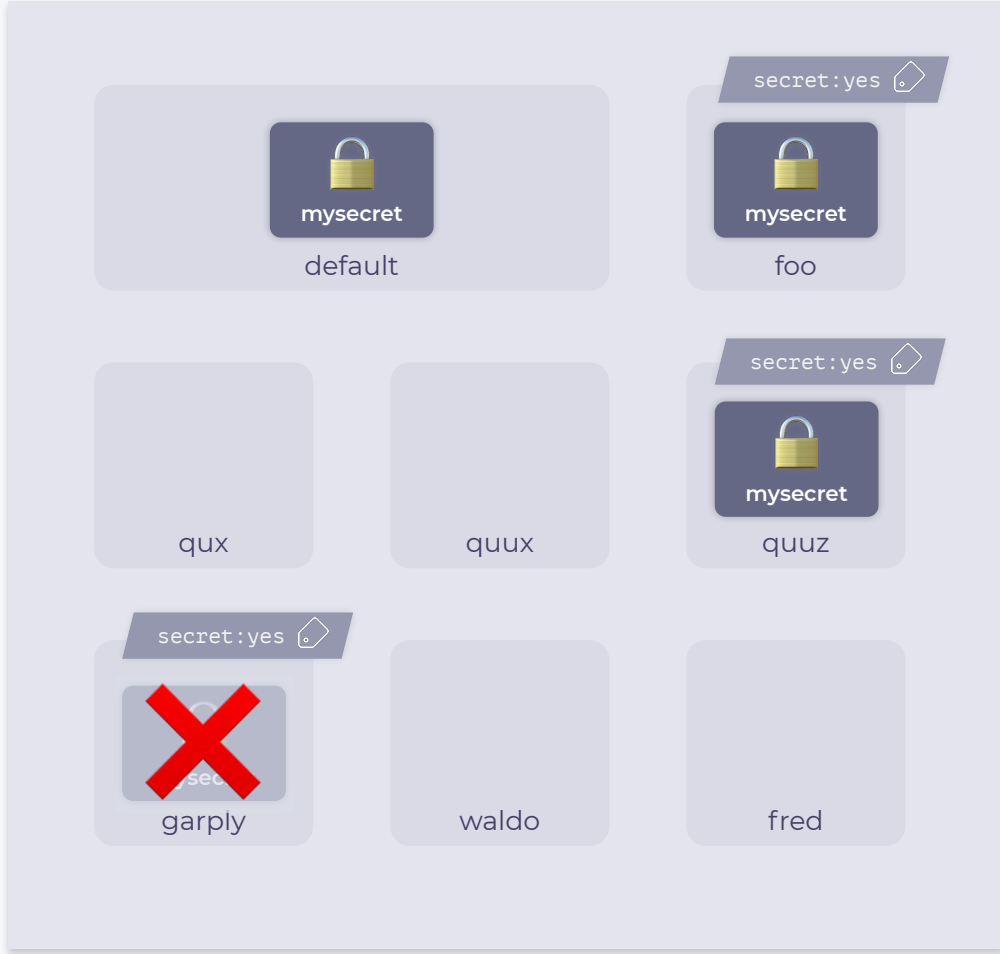 secret:yes
mysecret
mysecret
default
foo
secret:yes
mysecret
qux
quux
quuz
secret:yes
garply
waldo
fred